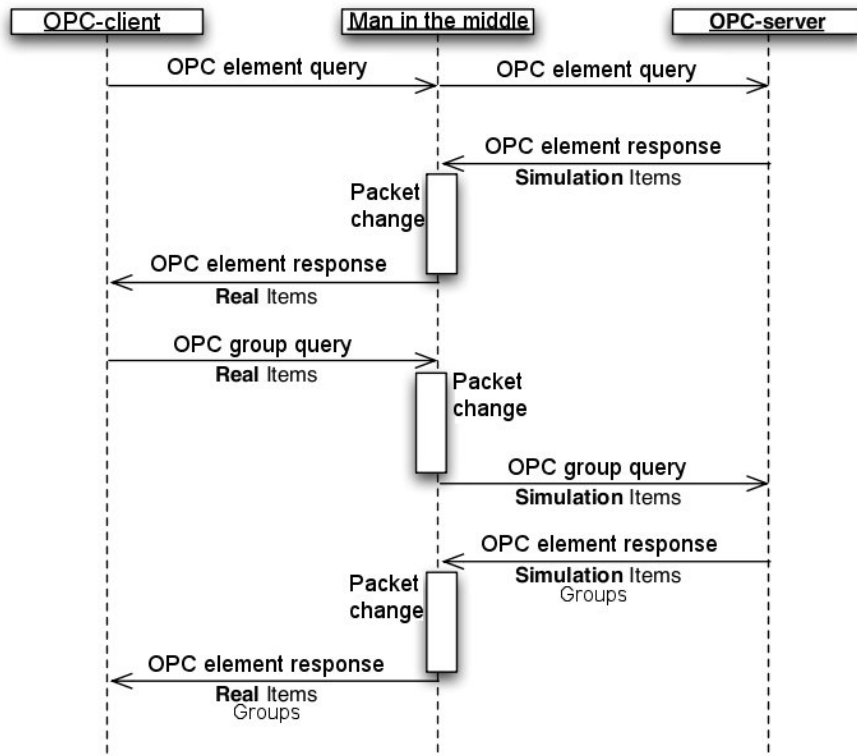 OPC-client
Man in the middle
OPC-server
OPC element query
OPC element query
OPC element response
Simulation Items
Packet
change
OPC element response
Real Items
OPC group query
Real Items
Packet
change
OPC group query
Simulation Items
OPC element response
Simulation Items
Groups
Packet
change
OPC element response
Real Items
Groups